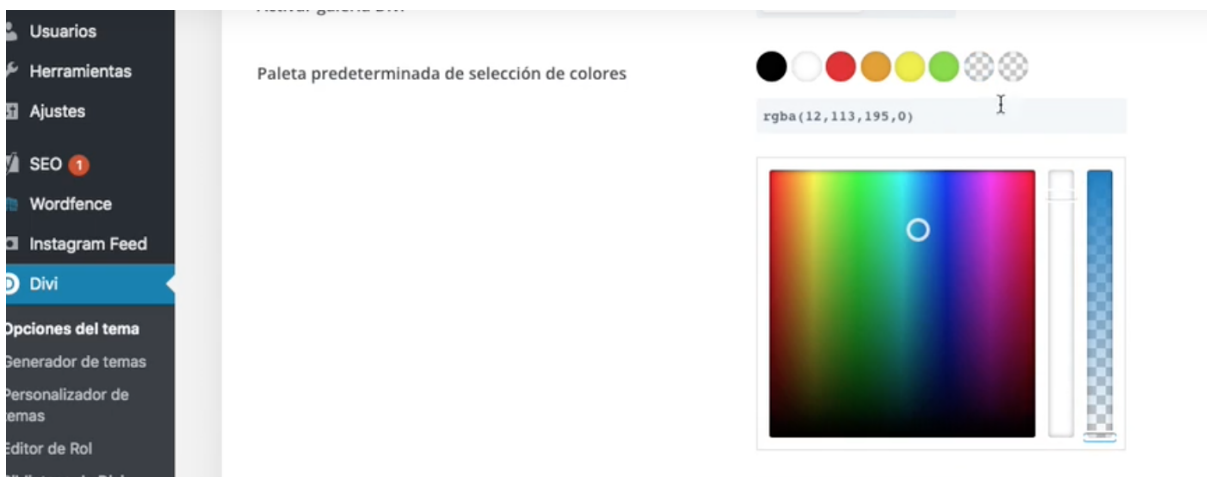 Usuarios
Herramientas
Ajustes
SEO 1
Wordfence
Instagram Feed
Divi
Opciones del tema
Generador de temas
Personalizador de
temas
Editor de Rol
Paleta predeterminada de selección de colores
rgba(12,113,195,0)